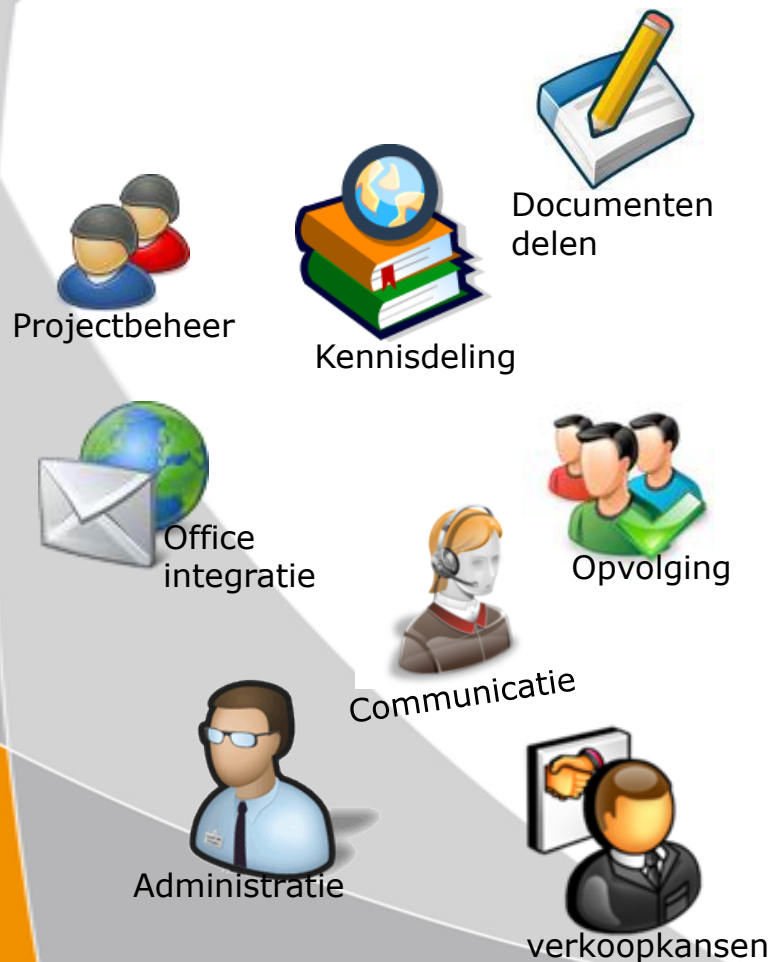 Documenten
delen
Projectbeheer
Kennisdeling
Office
integratie
Opvolging
Communicatie
Administratie
verkoopkansen